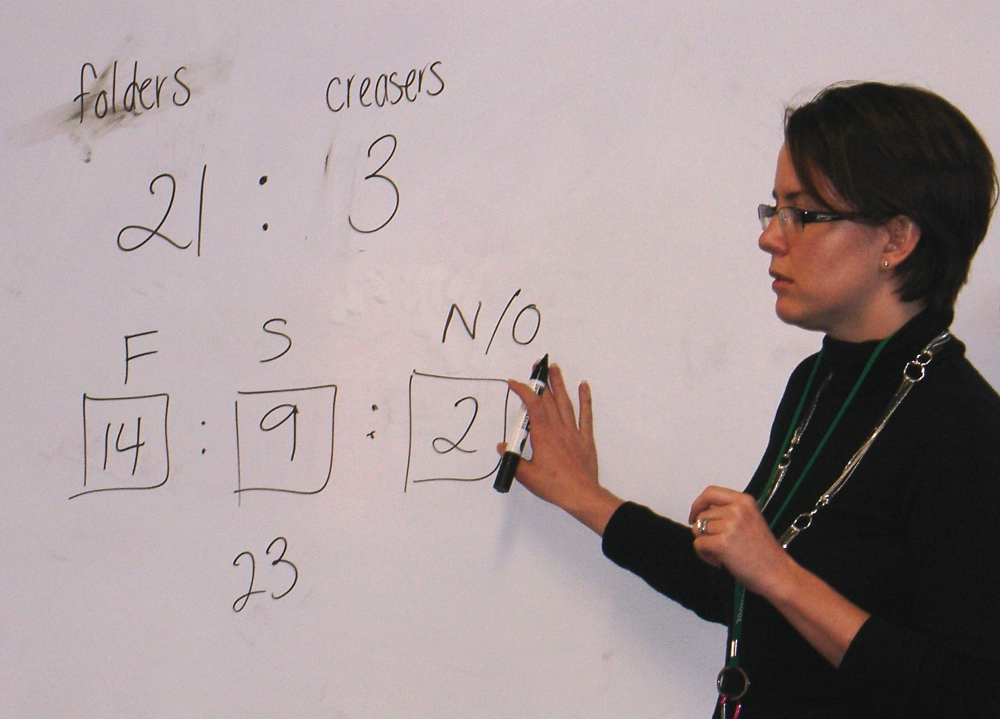 folders creasers
21 : 3
F S N/O
14 : 9 : 2
23